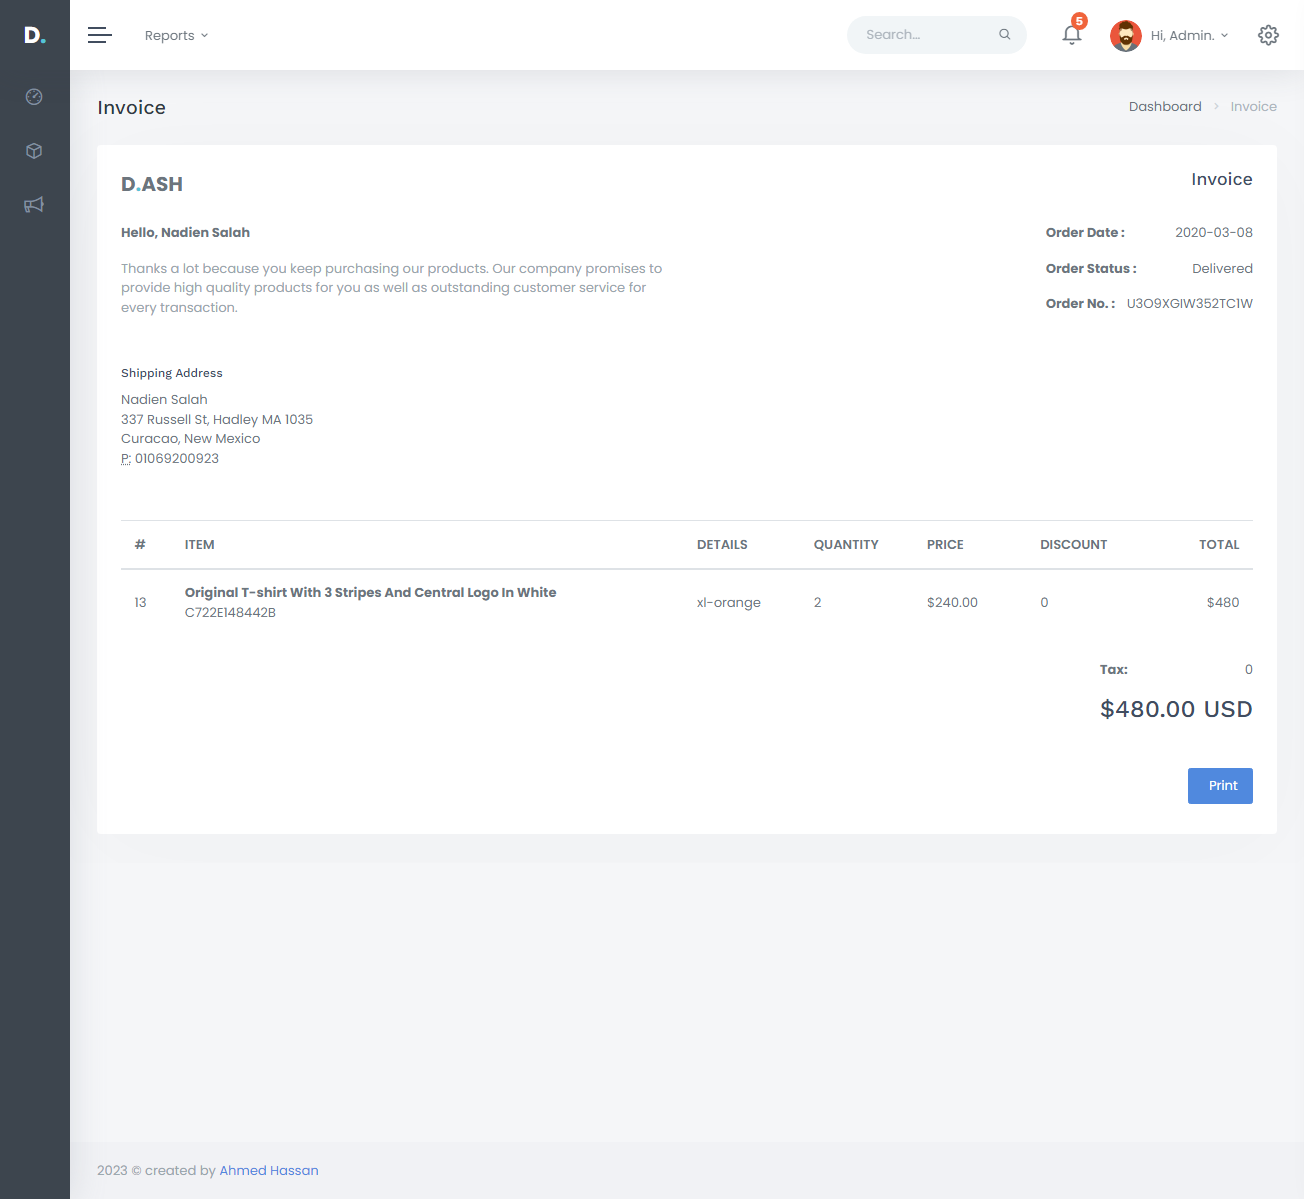 D.
Reports
Search...
5
Hi, Admin.
Invoice
Dashboard > Invoice
D.ASH
Invoice
Hello, Nadien Salah
Thanks a lot because you keep purchasing our products. Our company promises to
provide high quality products for you as well as outstanding customer service for
every transaction.
Order Date : 2020-03-08
Order Status : Delivered
Order No. : U3O9XGIW352TC1W
Shipping Address
Nadien Salah
337 Russell St, Hadley MA 1035
Curacao, New Mexico
P: 01069200923
# ITEM DETAILS QUANTITY PRICE DISCOUNT TOTAL
13 Original T-shirt With 3 Stripes And Central Logo In White xl-orange 2 $240.00 0 $480
C722E148442B
Tax: 0
$480.00 USD
Print
2023 © created by Ahmed Hassan